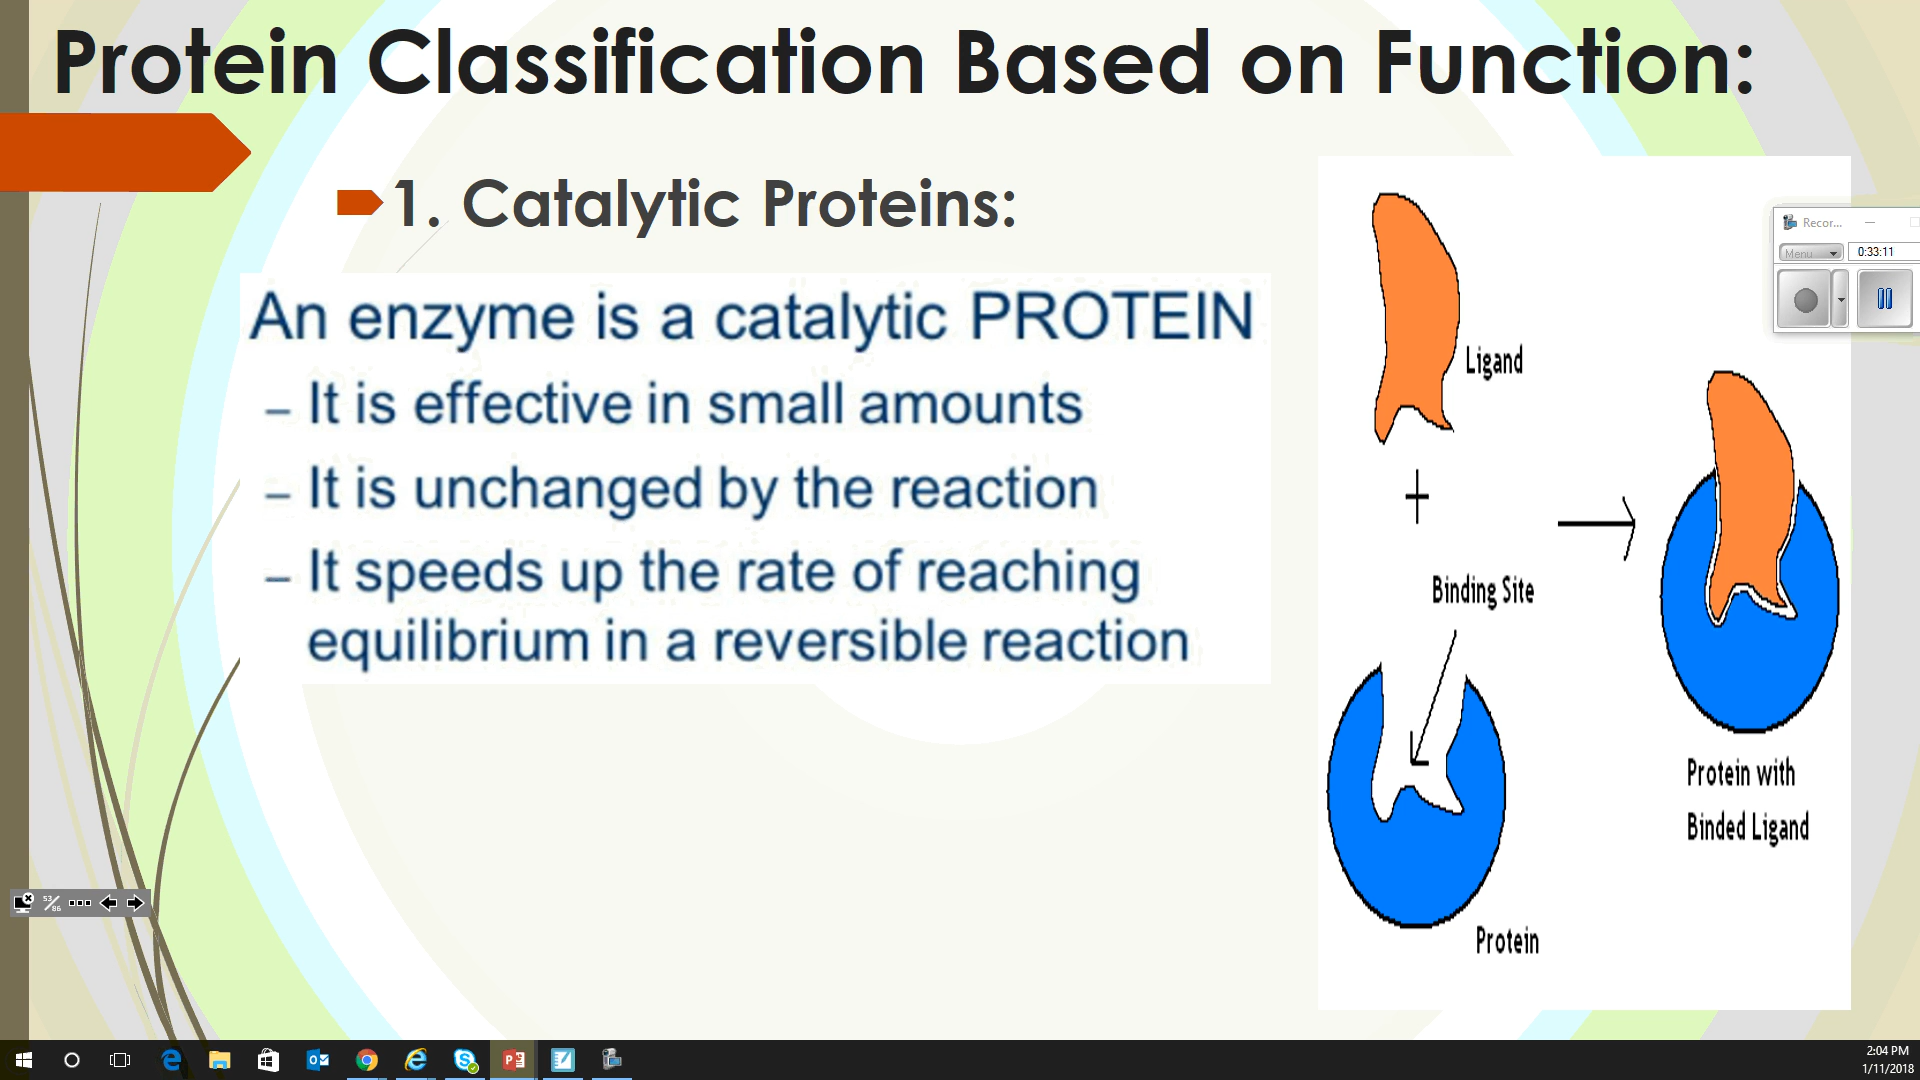 Protein Classification Based on Function:
1. Catalytic Proteins:
An enzyme is a catalytic PROTEIN
– It is effective in small amounts
– It is unchanged by the reaction
– It speeds up the rate of reaching
equilibrium in a reversible reaction
Ligand
+
Binding Site
Protein
Protein with
Binded Ligand
Recor...
Menu
0:33:11
53/86
2:04 PM
1/11/2018